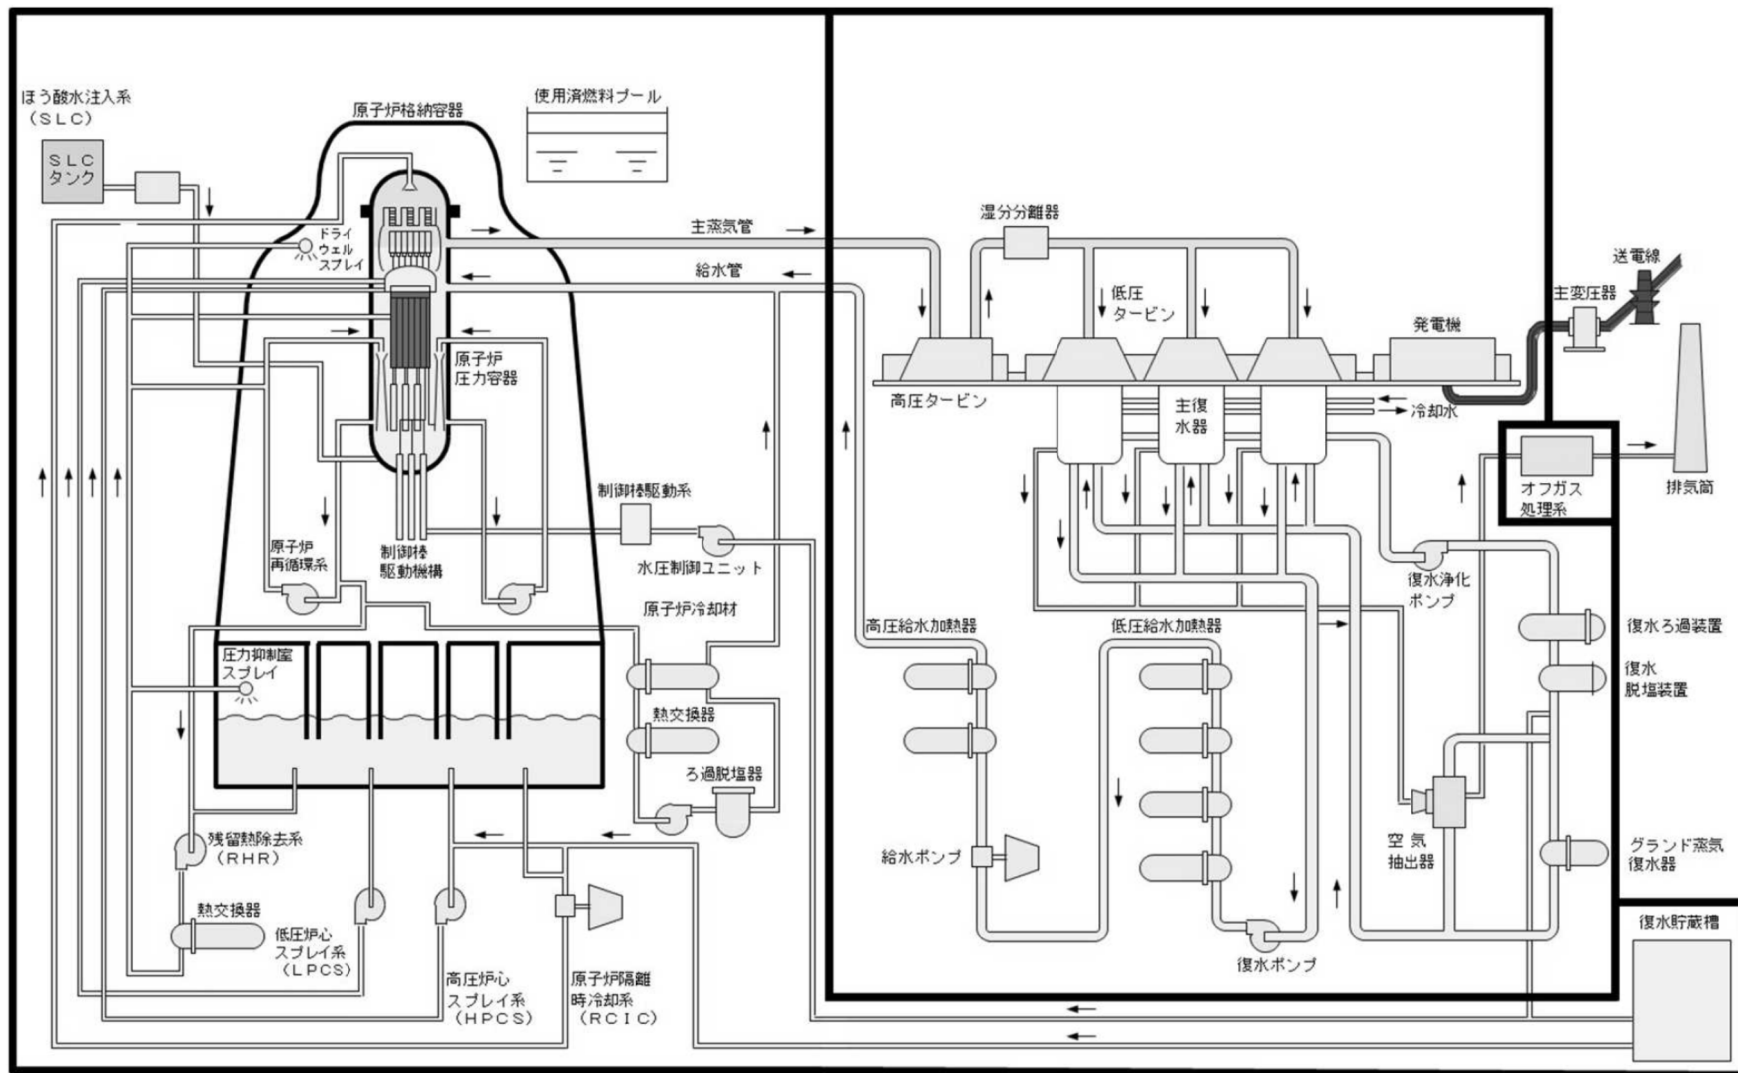 ほう酸水注入系
(SLC)
SLC
タンク
原子炉格納容器
使用済燃料プール
ドライ
ウェル
スプレイ
主蒸気管
給水管
原子炉
圧力容器
湿分分離器
低圧
タービン
高圧タービン
発電機
主変圧器
送電線
主復
水器
冷却水
オフガス
処理系
排気筒
制御棒駆動系
水圧制御ユニット
原子炉
再循環系
制御棒
駆動機構
原子炉冷却材
高圧給水加熱器
低圧給水加熱器
復水浄化
ポンプ
復水ろ過装置
復水
脱塩装置
圧力抑制室
スプレイ
熱交換器
ろ過脱塩器
残留熱除去系
(RHR)
給水ポンプ
空気
抽出器
グランド蒸気
復水器
熱交換器
低圧炉心
スプレイ系
(LPCS)
高圧炉心
スプレイ系
(HPCS)
原子炉隔離
時冷却系
(RCIC)
復水ポンプ
復水貯蔵槽